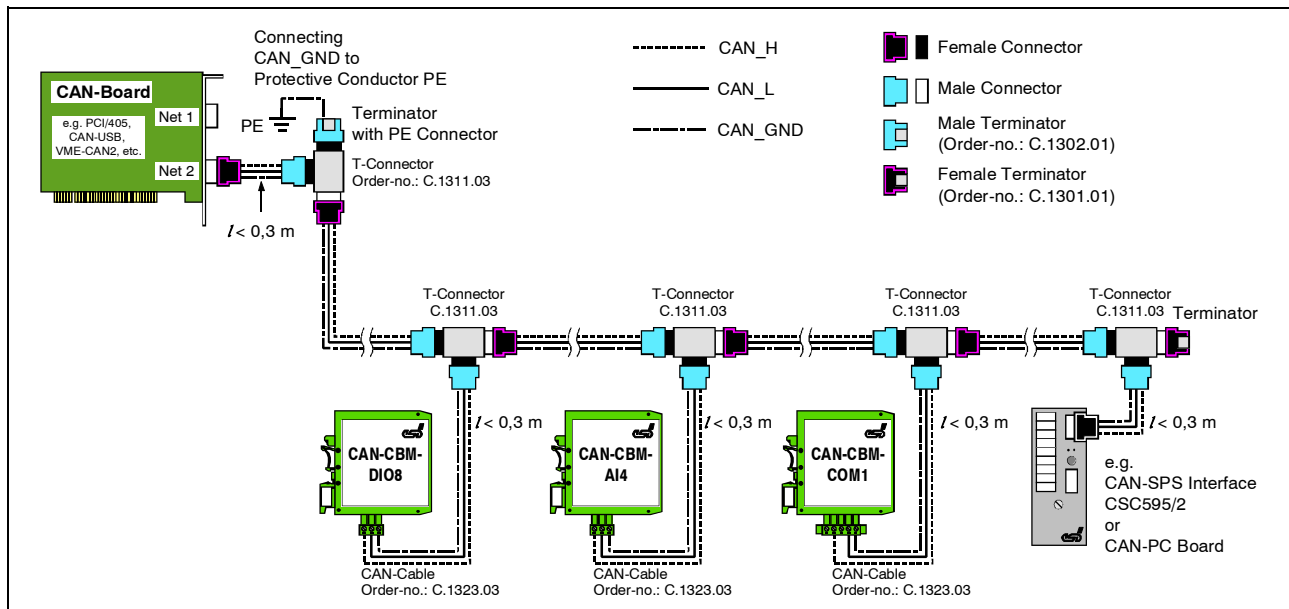 Connecting
CAN_GND to
Protective Conductor PE
CAN-Board
e.g. PCI/405,
CAN-USB,
VME-CAN2, etc.
Net 1
Net 2
PE
Terminator
with PE Connector
T-Connector
Order-no.: C.1311.03
l < 0,3 m
CAN_H
CAN_L
CAN_GND
Female Connector
Male Connector
Male Terminator
(Order-no.: C.1302.01)
Female Terminator
(Order-no.: C.1301.01)
T-Connector
C.1311.03
T-Connector
C.1311.03
T-Connector
C.1311.03
T-Connector
C.1311.03
Terminator
esd
CAN-CBM-
DIO8
l < 0,3 m
CAN-Cable
Order-no.: C.1323.03
esd
CAN-CBM-
AI4
l < 0,3 m
CAN-Cable
Order-no.: C.1323.03
esd
CAN-CBM-
COM1
l < 0,3 m
CAN-Cable
Order-no.: C.1323.03
l < 0,3 m
esd
e.g.
CAN-SPS Interface
CSC595/2
or
CAN-PC Board